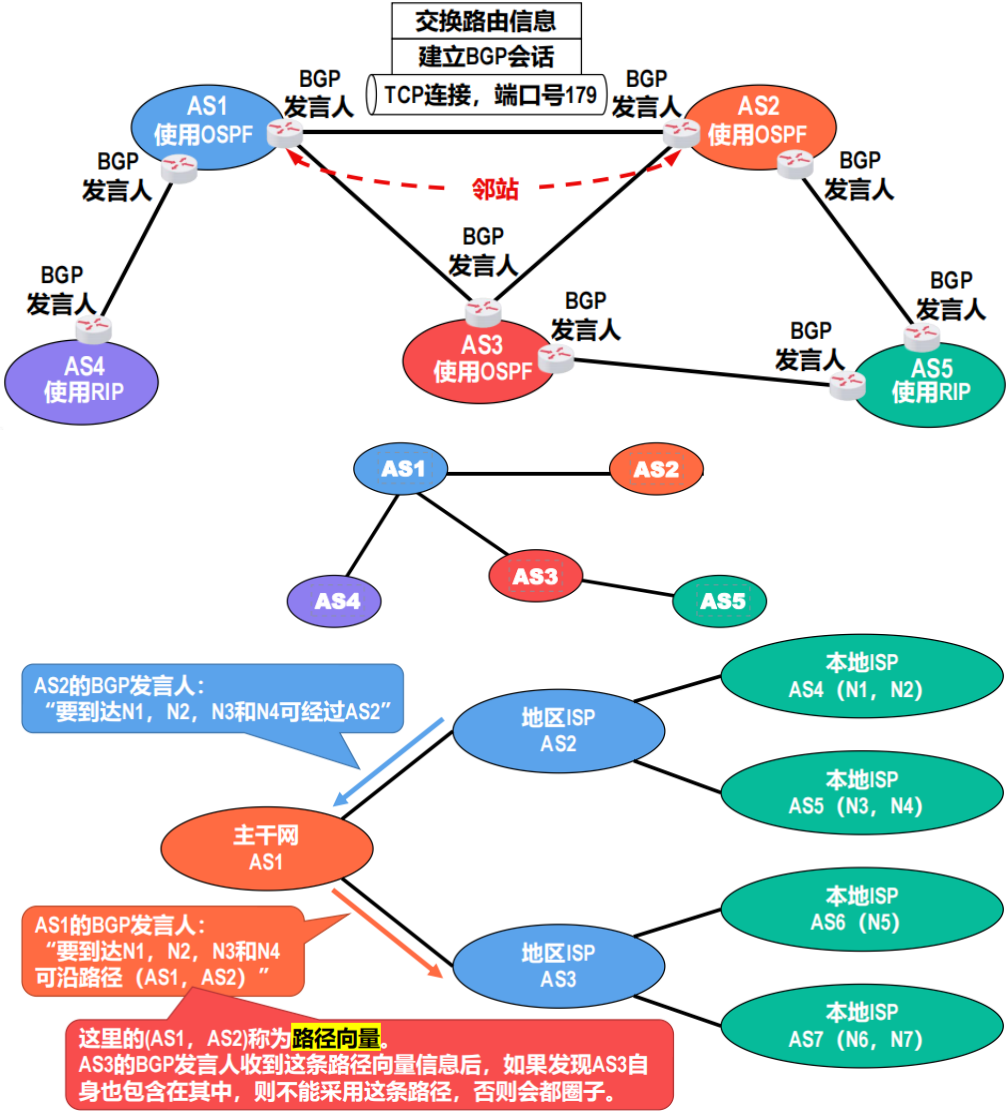 交换路由信息
建立BGP会话
TCP连接，端口号179
BGP
发言人
BGP
发言人
AS1
使用OSPF
AS2
使用OSPF
BGP
发言人
BGP
发言人
邻站
BGP
发言人
BGP
发言人
BGP
发言人
BGP
发言人
BGP
发言人
AS3
使用OSPF
AS4
使用RIP
AS5
使用RIP
AS1
AS2
AS3
AS4
AS5
AS2的BGP发言人：
“要到达N1，N2，N3和N4可经过AS2”
地区ISP
AS2
本地ISP
AS4（N1，N2）
本地ISP
AS5（N3，N4）
主干网
AS1
AS1的BGP发言人：
“要到达N1，N2，N3和N4
可沿路径（AS1，AS2）”
地区ISP
AS3
本地ISP
AS6（N5）
本地ISP
AS7（N6，N7）
这里的(AS1，AS2)称为路径向量。
AS3的BGP发言人收到这条路径向量信息后，如果发现AS3自
身也包含在其中，则不能采用这条路径，否则会都圈子。